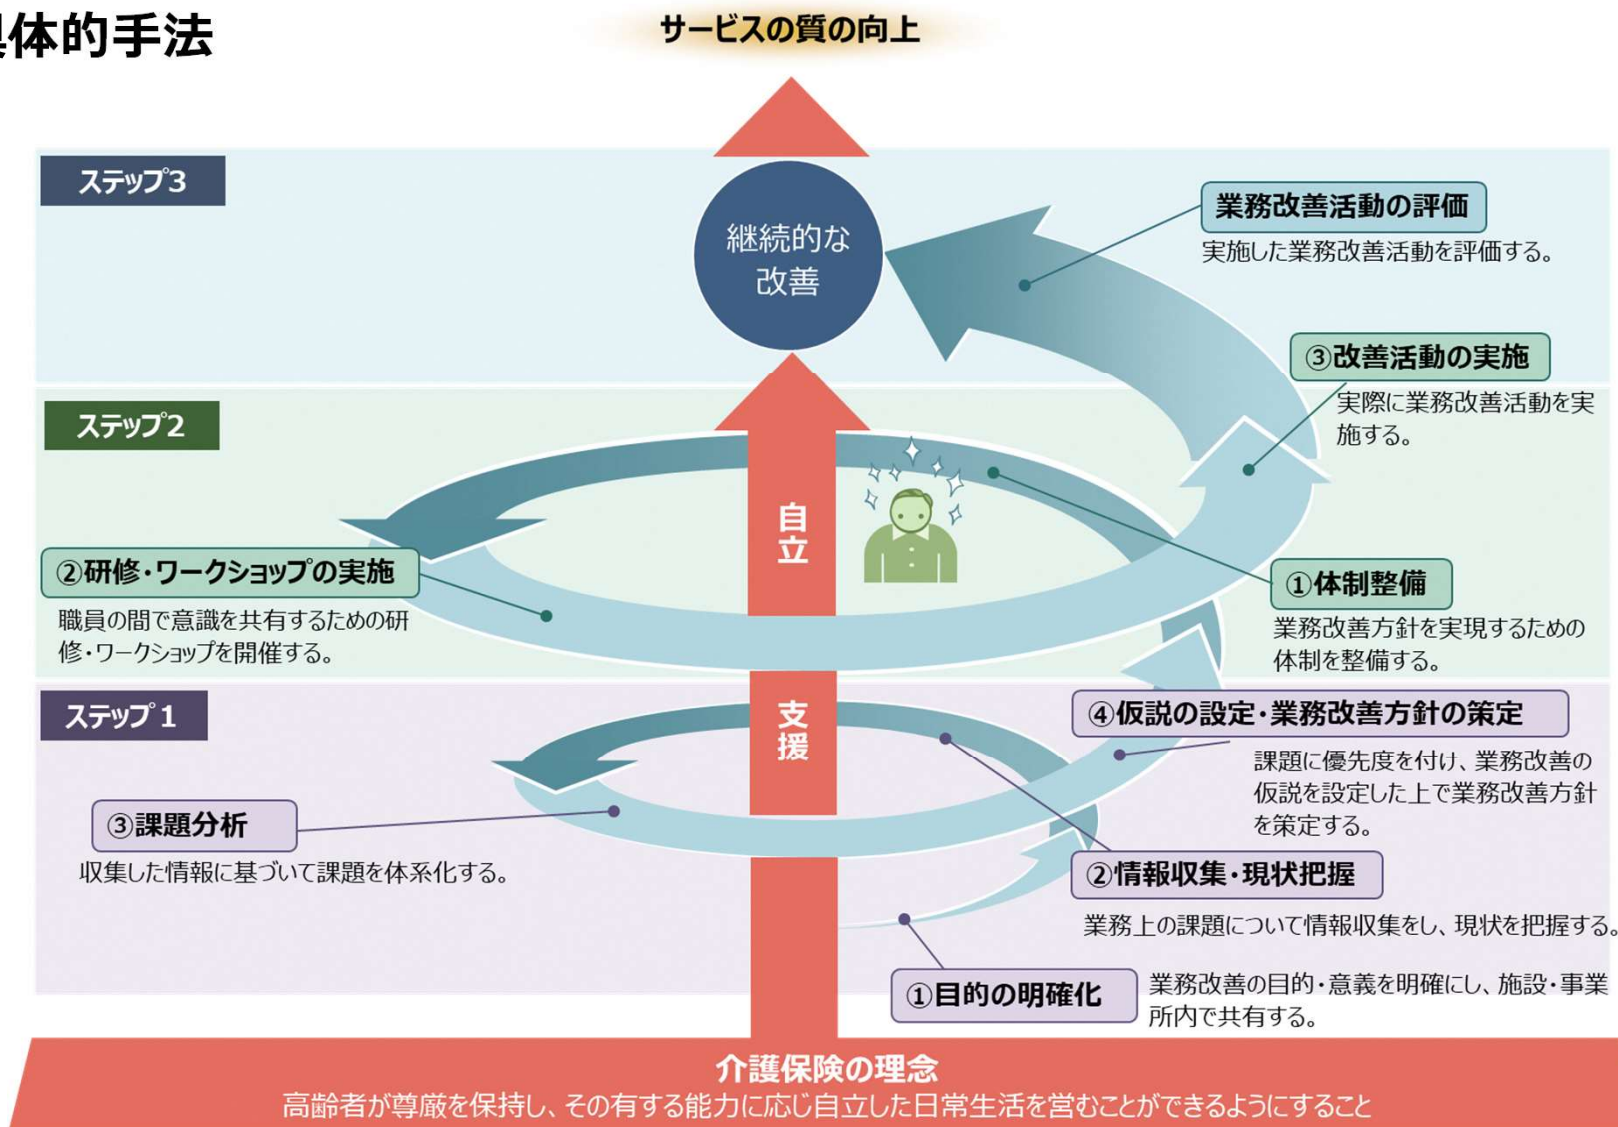 体的手法
サービスの質の向上
ステップ3
継続的な
改善
業務改善活動の評価
実施した業務改善活動を評価する。
③改善活動の実施
実際に業務改善活動を実
施する。
ステップ2
自立
②研修・ワークショップの実施
職員の間で意識を共有するための研
修・ワークショップを開催する。
①体制整備
業務改善方針を実現するための
体制を整備する。
ステップ1
支援
④仮説の設定・業務改善方針の策定
課題に優先度を付け、業務改善の
仮説を設定した上で業務改善方針
を策定する。
③課題分析
収集した情報に基づいて課題を体系化する。
②情報収集・現状把握
業務上の課題について情報収集をし、現状を把握する。
①目的の明確化
業務改善の目的・意義を明確にし、施設・事業
所内で共有する。
介護保険の理念
高齢者が尊厳を保持し、その有する能力に応じ自立した日常生活を営むことができるようにすること